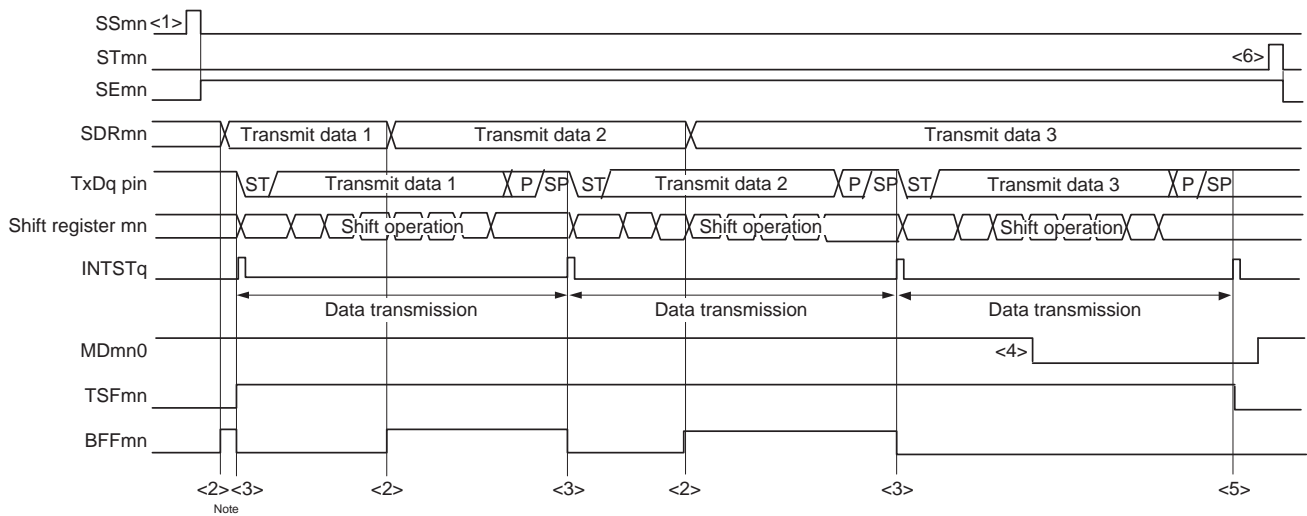 SSmn <1>
STmn <6>
SEmn
SDRmn Transmit data 1 Transmit data 2 Transmit data 3
TxDq pin ST Transmit data 1 P SP ST Transmit data 2 P SP ST Transmit data 3 P SP
Shift register mn Shift operation Shift operation Shift operation
INTSTq
Data transmission Data transmission Data transmission
MDmn0 <4>
TSFmn
BFFmn
<2> <3> <2> <3> <2> <3> <5>
Note